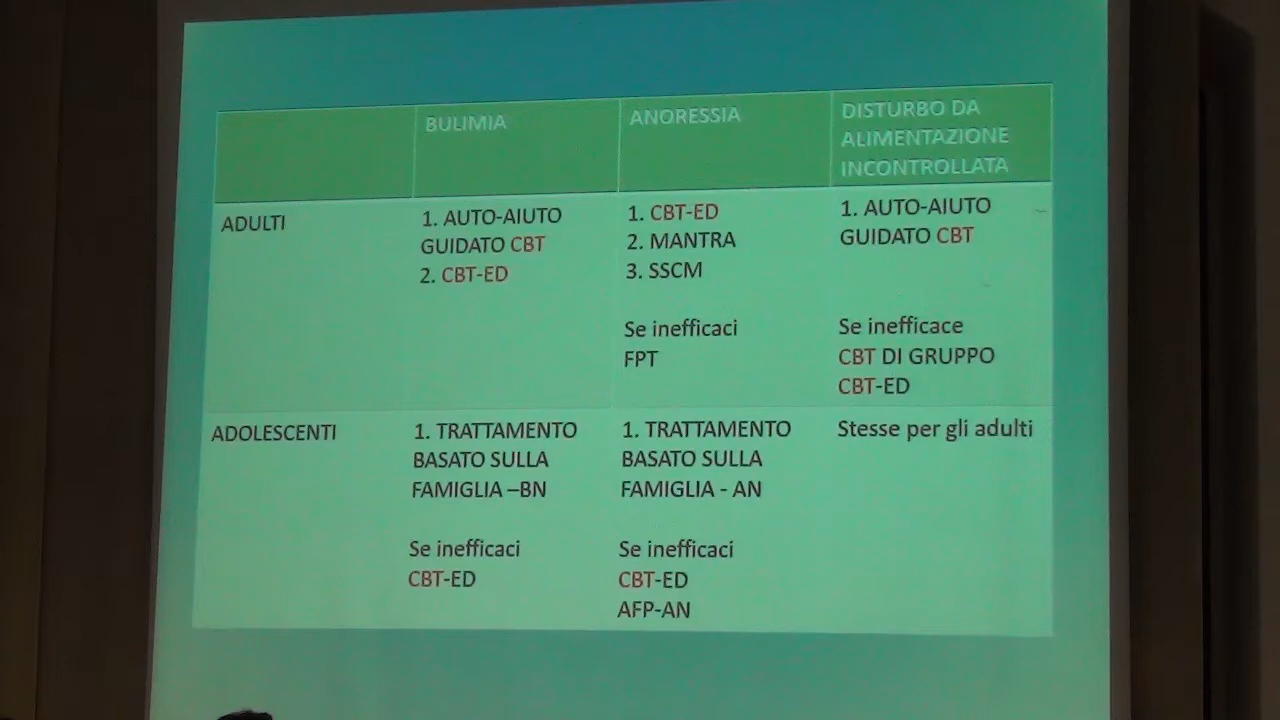 BULIMIA
ANORESSIA
DISTURBO DA
ALIMENTAZIONE
INCONTROLLATA
ADULTI
1. AUTO-AIUTO
GUIDATO CBT
2. CBT-ED
1. CBT-ED
2. MANTRA
3. SSCM
Se inefficaci
FPT
1. AUTO-AIUTO
GUIDATO CBT
Se inefficace
CBT DI GRUPPO
CBT-ED
ADOLESCENTI
1. TRATTAMENTO
BASATO SULLA
FAMIGLIA –BN
Se inefficaci
CBT-ED
1. TRATTAMENTO
BASATO SULLA
FAMIGLIA - AN
Se inefficaci
CBT-ED
AFP-AN
Stesse per gli adulti